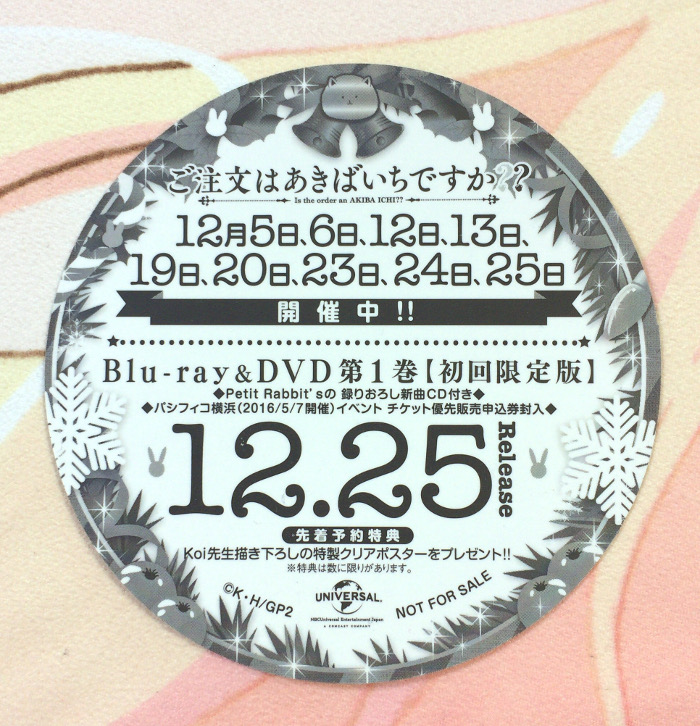 ご注文はあきばいちですか??
Is the order an AKIBA ICHI??
12月5日、6日、12日、13日、
19日、20日、23日、24日、25日
開催中!!
Blu-ray&DVD第1巻【初回限定版】
◆Petit Rabbit'sの 録りおろし新曲CD付き◆
◆パシフィコ横浜(2016/5/7開催)イベント チケット優先販売申込券封入◆
12.25
Release
先着予約特典
Koi先生描き下ろしの特製クリアポスターをプレゼント!!
※特典は数に限りがあります。
©K・H/GP2
UNIVERSAL
NBCUniversal Entertainment Japan
A COMCAST COMPANY
NOT FOR SALE